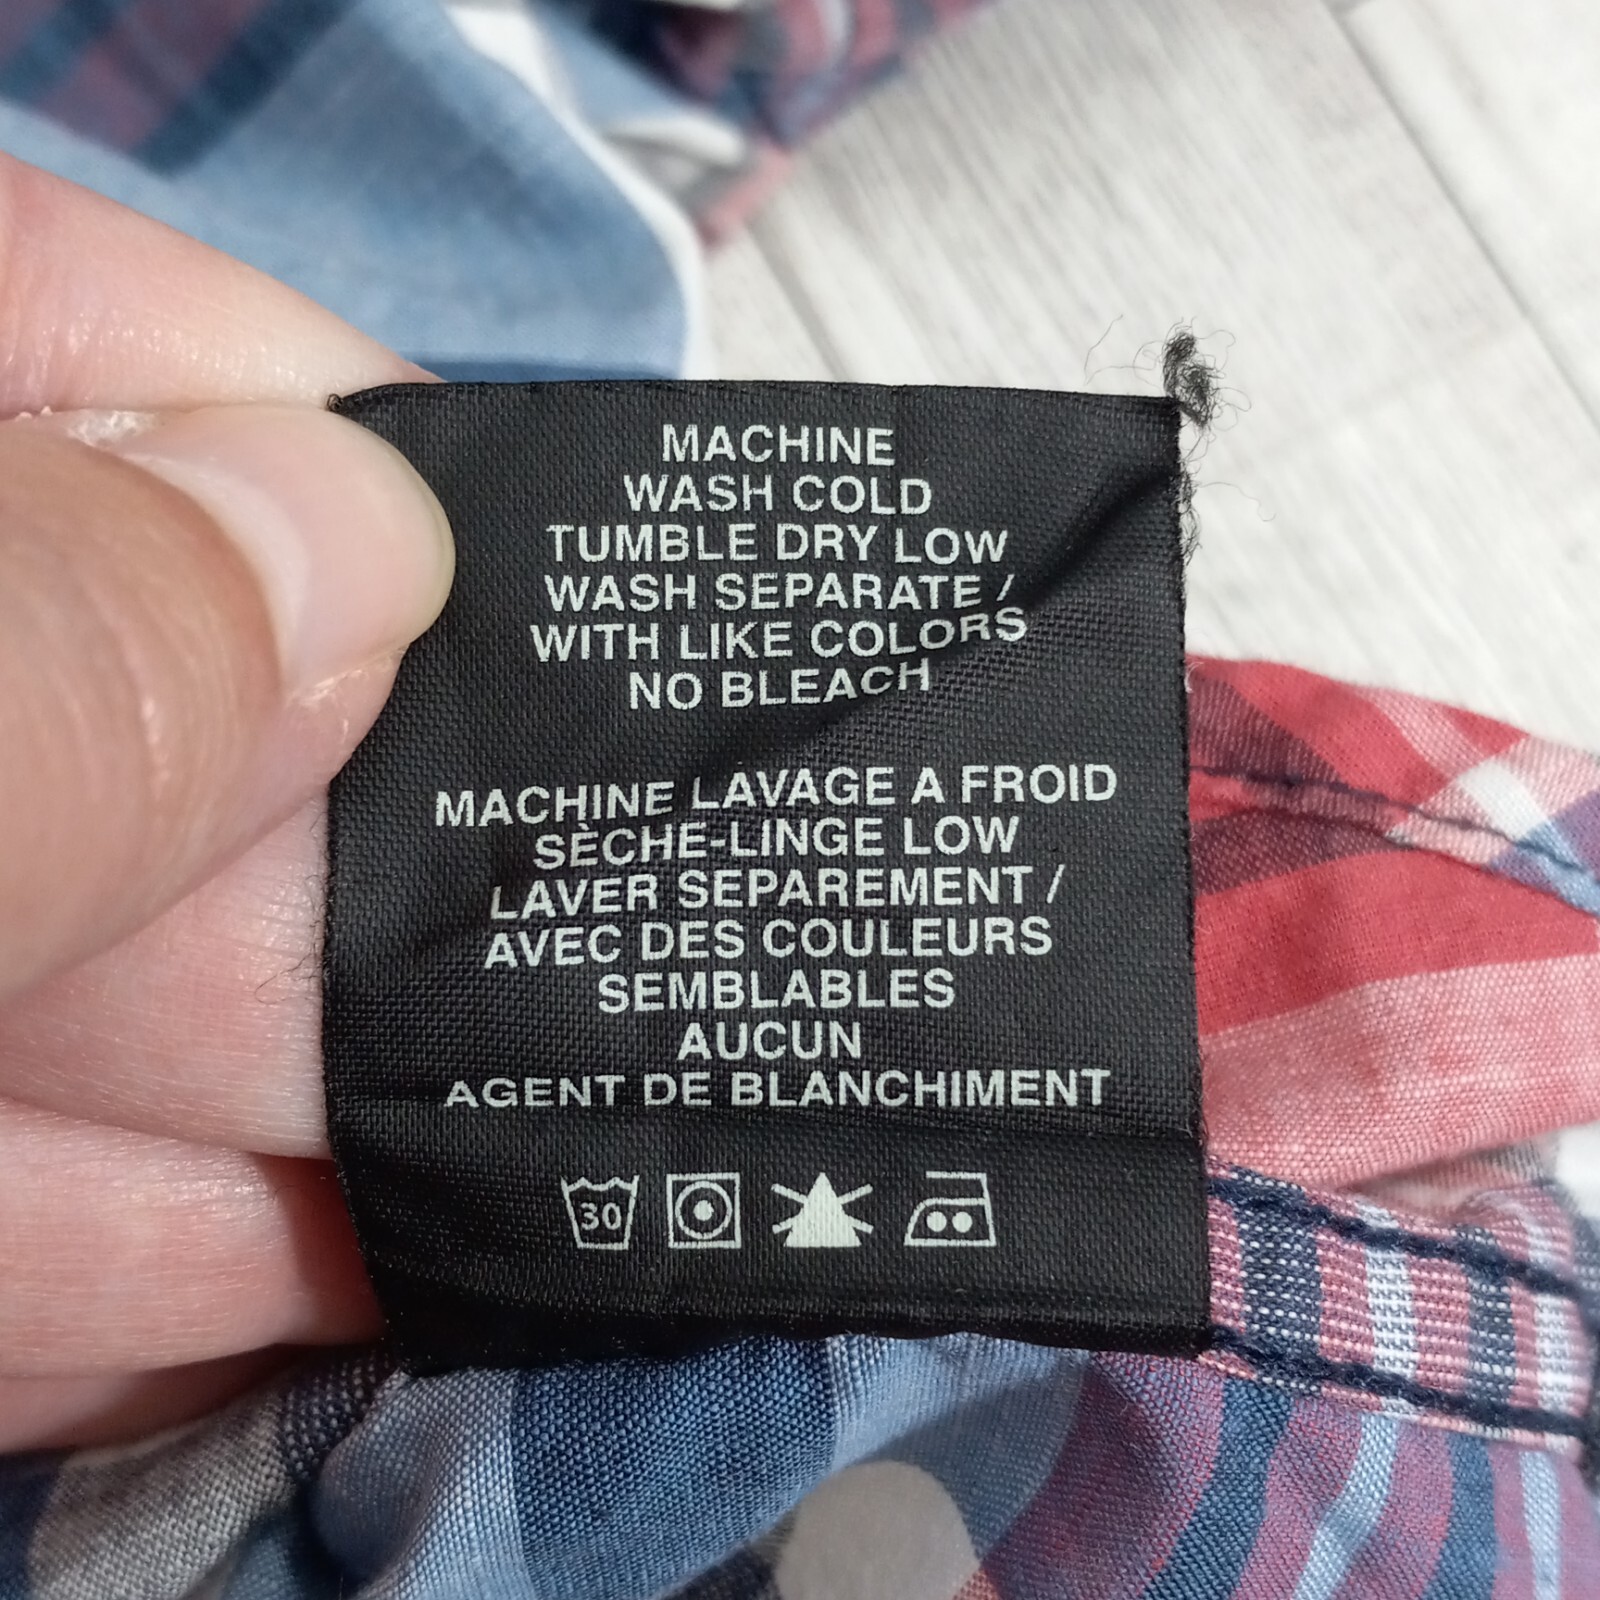 MACHINE
WASH COLD
TUMBLE DRY LOW
WASH SEPARATE /
WITH LIKE COLORS
NO BLEACH
MACHINE LAVAGE A FROID
SÈCHE-LINGE LOW
LAVER SEPAREMENT /
AVEC DES COULEURS
SEMBLABLES
AUCUN
AGENT DE BLANCHIMENT
30